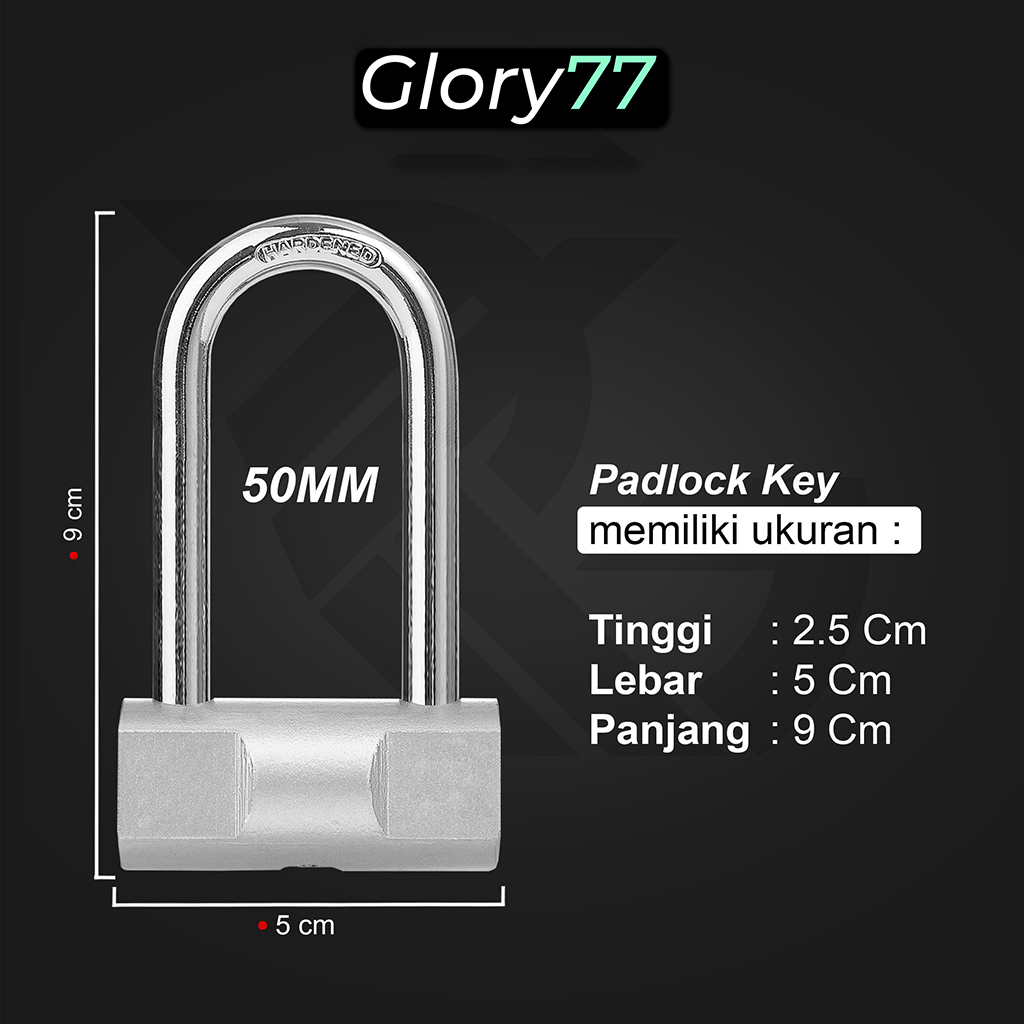 Glory77
HARDENED
50MM
9 cm
Padlock Key
memiliki ukuran :
Tinggi : 2.5 Cm
Lebar : 5 Cm
Panjang : 9 Cm
5 cm